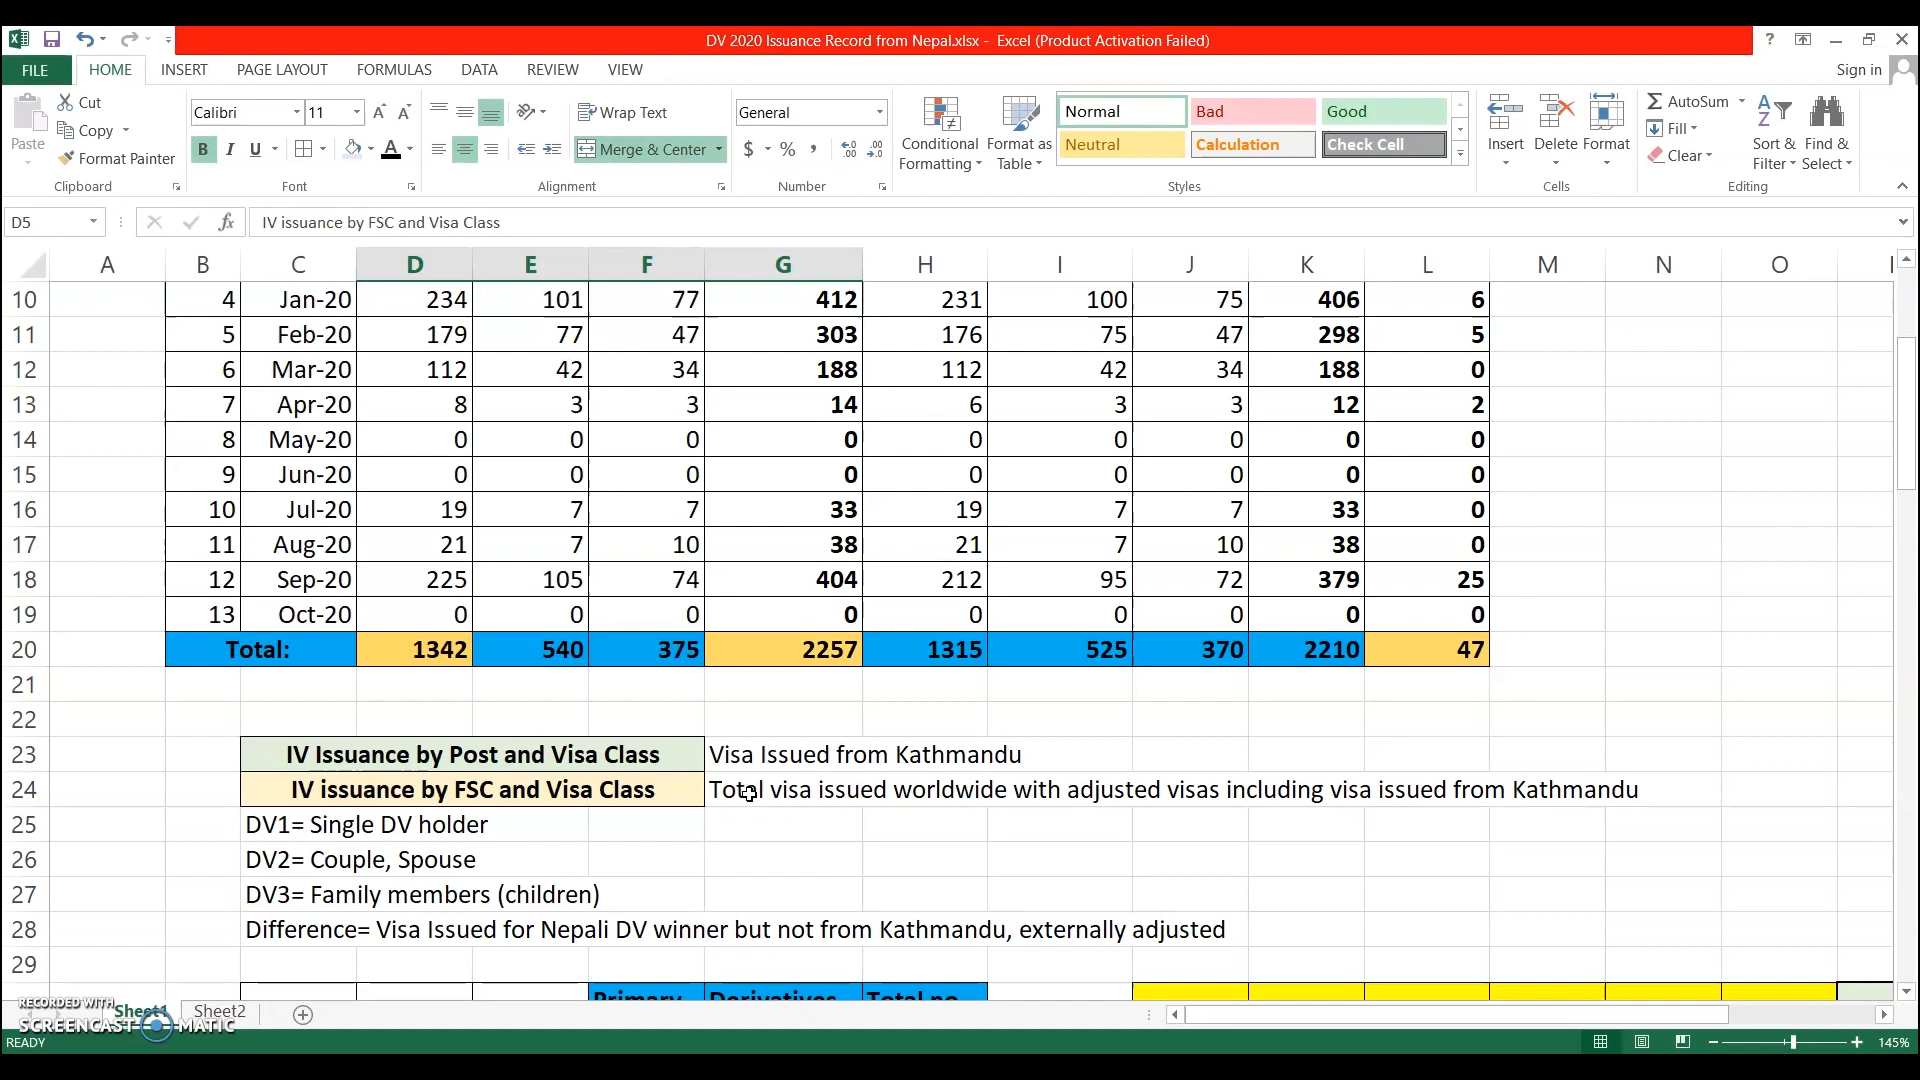 DV 2020 Issuance Record from Nepal.xlsx - Excel (Product Activation Failed)
FILE HOME INSERT PAGE LAYOUT FORMULAS DATA REVIEW VIEW Sign in
Paste Cut Copy Format Painter Clipboard
Calibri 11 B I U Font
Wrap Text Merge & Center Alignment
General $ % , Number
Conditional Formatting Format as Table
Normal Bad Good
Neutral Calculation Check Cell
Styles
Insert Delete Format Cells
AutoSum Fill Clear Sort & Filter Find & Select Editing
D5 fx IV issuance by FSC and Visa Class
A B C D E F G H I J K L M N O
10 4 Jan-20 234 101 77 412 231 100 75 406 6
11 5 Feb-20 179 77 47 303 176 75 47 298 5
12 6 Mar-20 112 42 34 188 112 42 34 188 0
13 7 Apr-20 8 3 3 14 6 3 3 12 2
14 8 May-20 0 0 0 0 0 0 0 0 0
15 9 Jun-20 0 0 0 0 0 0 0 0 0
16 10 Jul-20 19 7 7 33 19 7 7 33 0
17 11 Aug-20 21 7 10 38 21 7 10 38 0
18 12 Sep-20 225 105 74 404 212 95 72 379 25
19 13 Oct-20 0 0 0 0 0 0 0 0 0
20 Total: 1342 540 375 2257 1315 525 370 2210 47
21
22
23 IV Issuance by Post and Visa Class Visa Issued from Kathmandu
24 IV issuance by FSC and Visa Class Total visa issued worldwide with adjusted visas including visa issued from Kathmandu
25 DV1= Single DV holder
26 DV2= Couple, Spouse
27 DV3= Family members (children)
28 Difference= Visa Issued for Nepali DV winner but not from Kathmandu, externally adjusted
29
Primary Derivatives Total no
RECORDED WITH
SCREENCAST MATIC
Sheet1 Sheet2
READY 145%